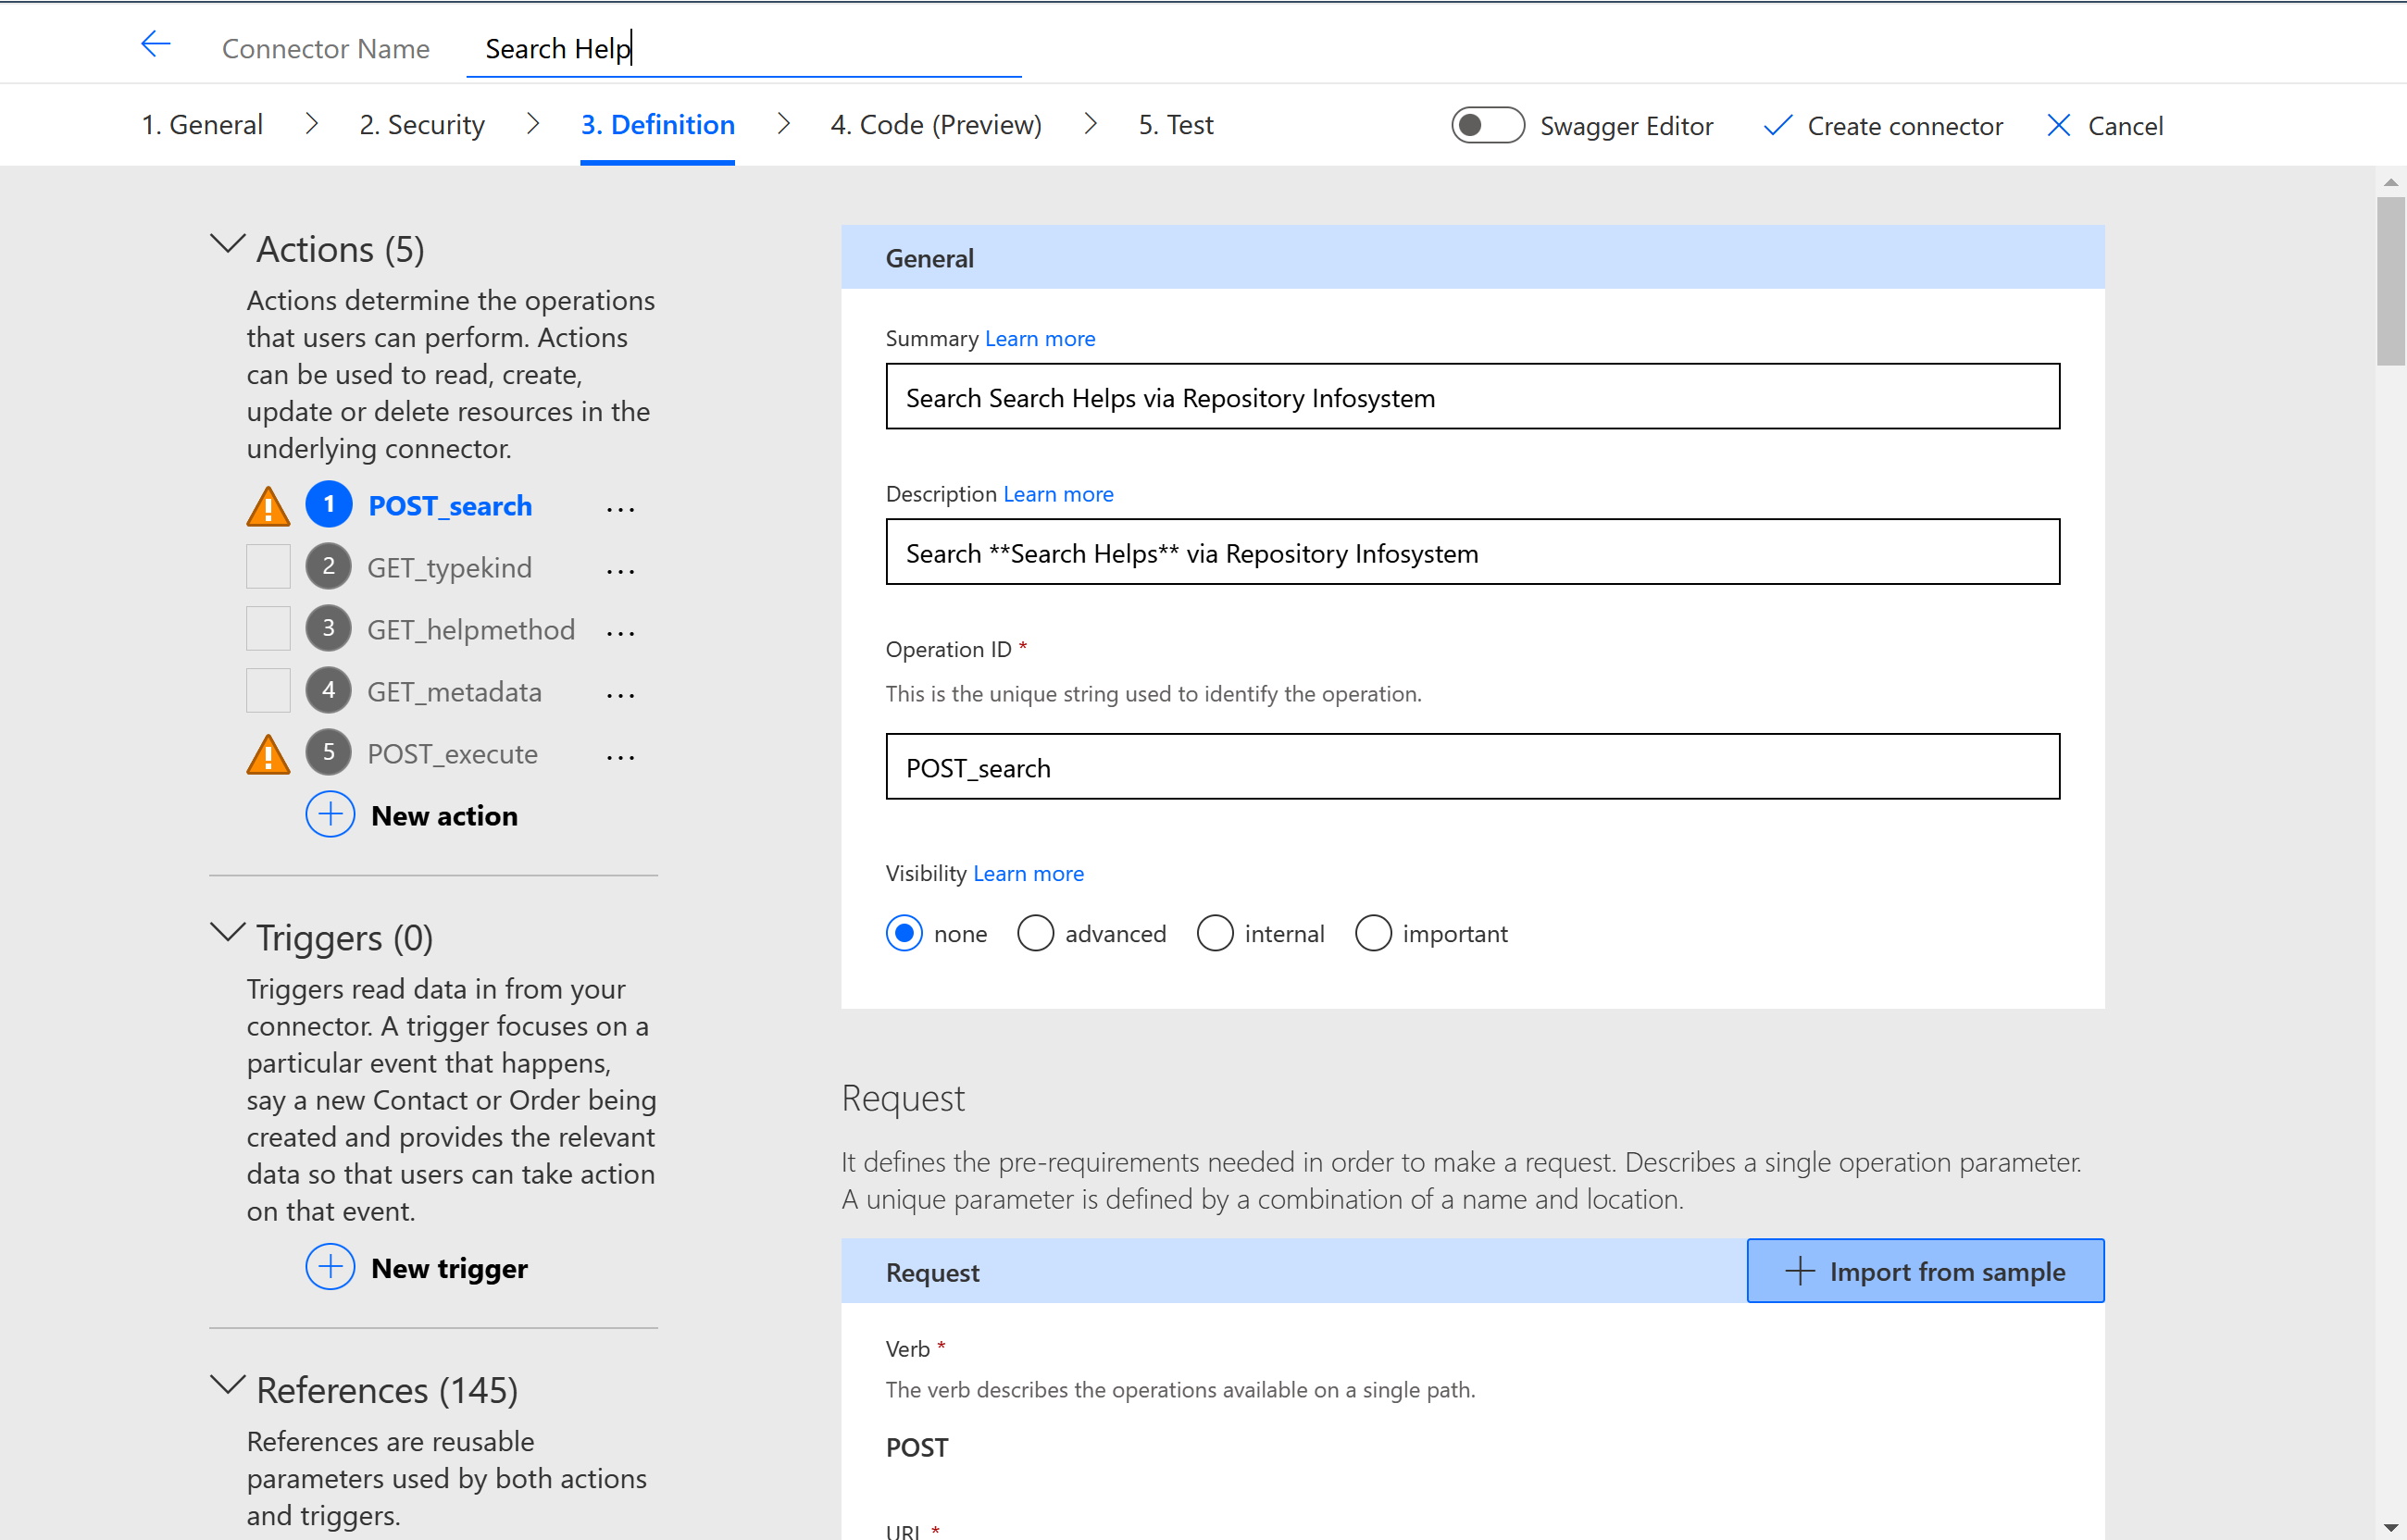 Connector Name Search Help
1. General 2. Security 3. Definition 4. Code (Preview) 5. Test Swagger Editor Create connector Cancel
Actions (5)
Actions determine the operations
that users can perform. Actions
can be used to read, create,
update or delete resources in the
underlying connector.
1 POST_search ...
2 GET_typekind ...
3 GET_helpmethod ...
4 GET_metadata ...
5 POST_execute ...
New action
Triggers (0)
Triggers read data in from your
connector. A trigger focuses on a
particular event that happens,
say a new Contact or Order being
created and provides the relevant
data so that users can take action
on that event.
New trigger
References (145)
References are reusable
parameters used by both actions
and triggers.
General
Summary Learn more
Search Search Helps via Repository Infosystem
Description Learn more
Search **Search Helps** via Repository Infosystem
Operation ID *
This is the unique string used to identify the operation.
POST_search
Visibility Learn more
none advanced internal important
Request
It defines the pre-requirements needed in order to make a request. Describes a single operation parameter.
A unique parameter is defined by a combination of a name and location.
Request Import from sample
Verb *
The verb describes the operations available on a single path.
POST
URL *